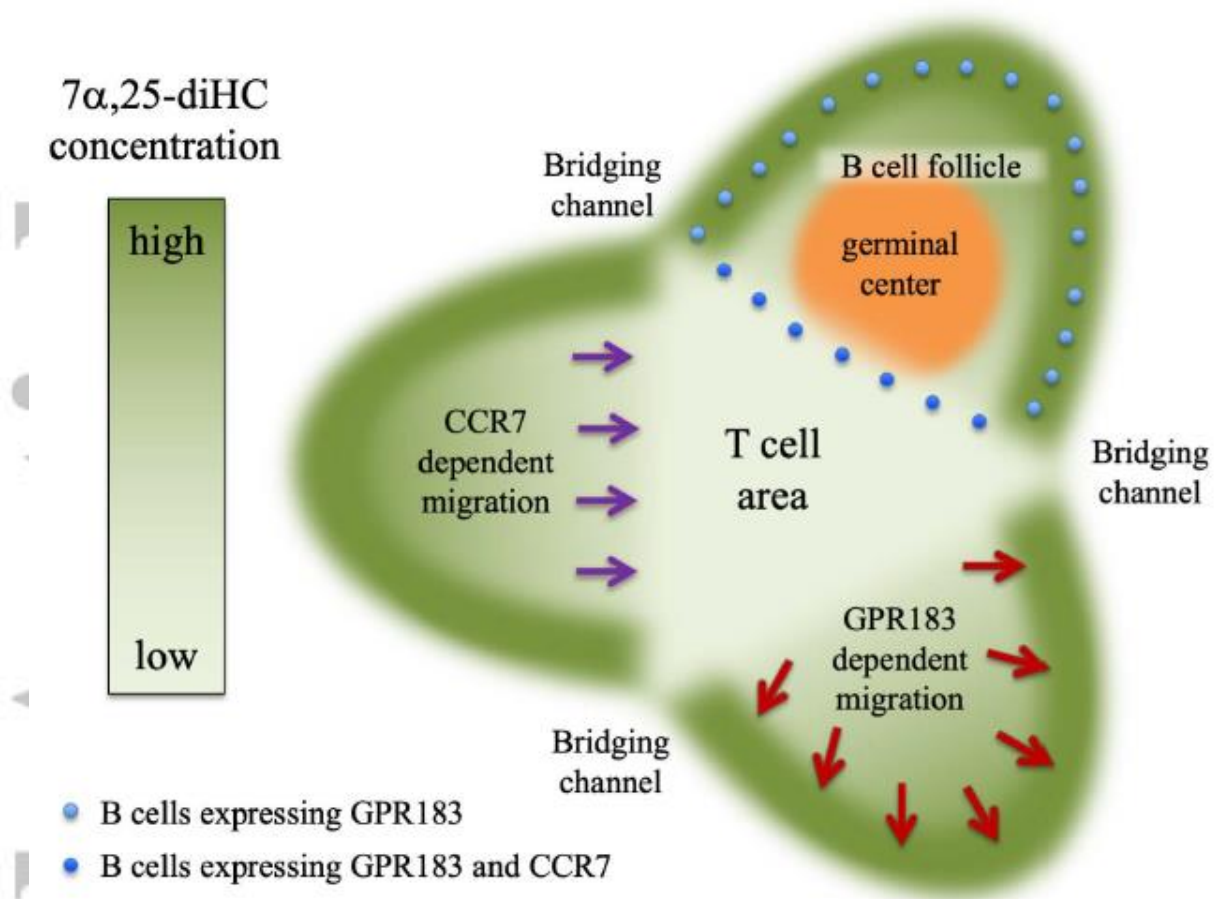 7α,25-diHC
concentration
high
low
Bridging
channel
B cell follicle
germinal
center
CCR7
dependent
migration
T cell
area
Bridging
channel
GPR183
dependent
migration
Bridging
channel
B cells expressing GPR183
B cells expressing GPR183 and CCR7